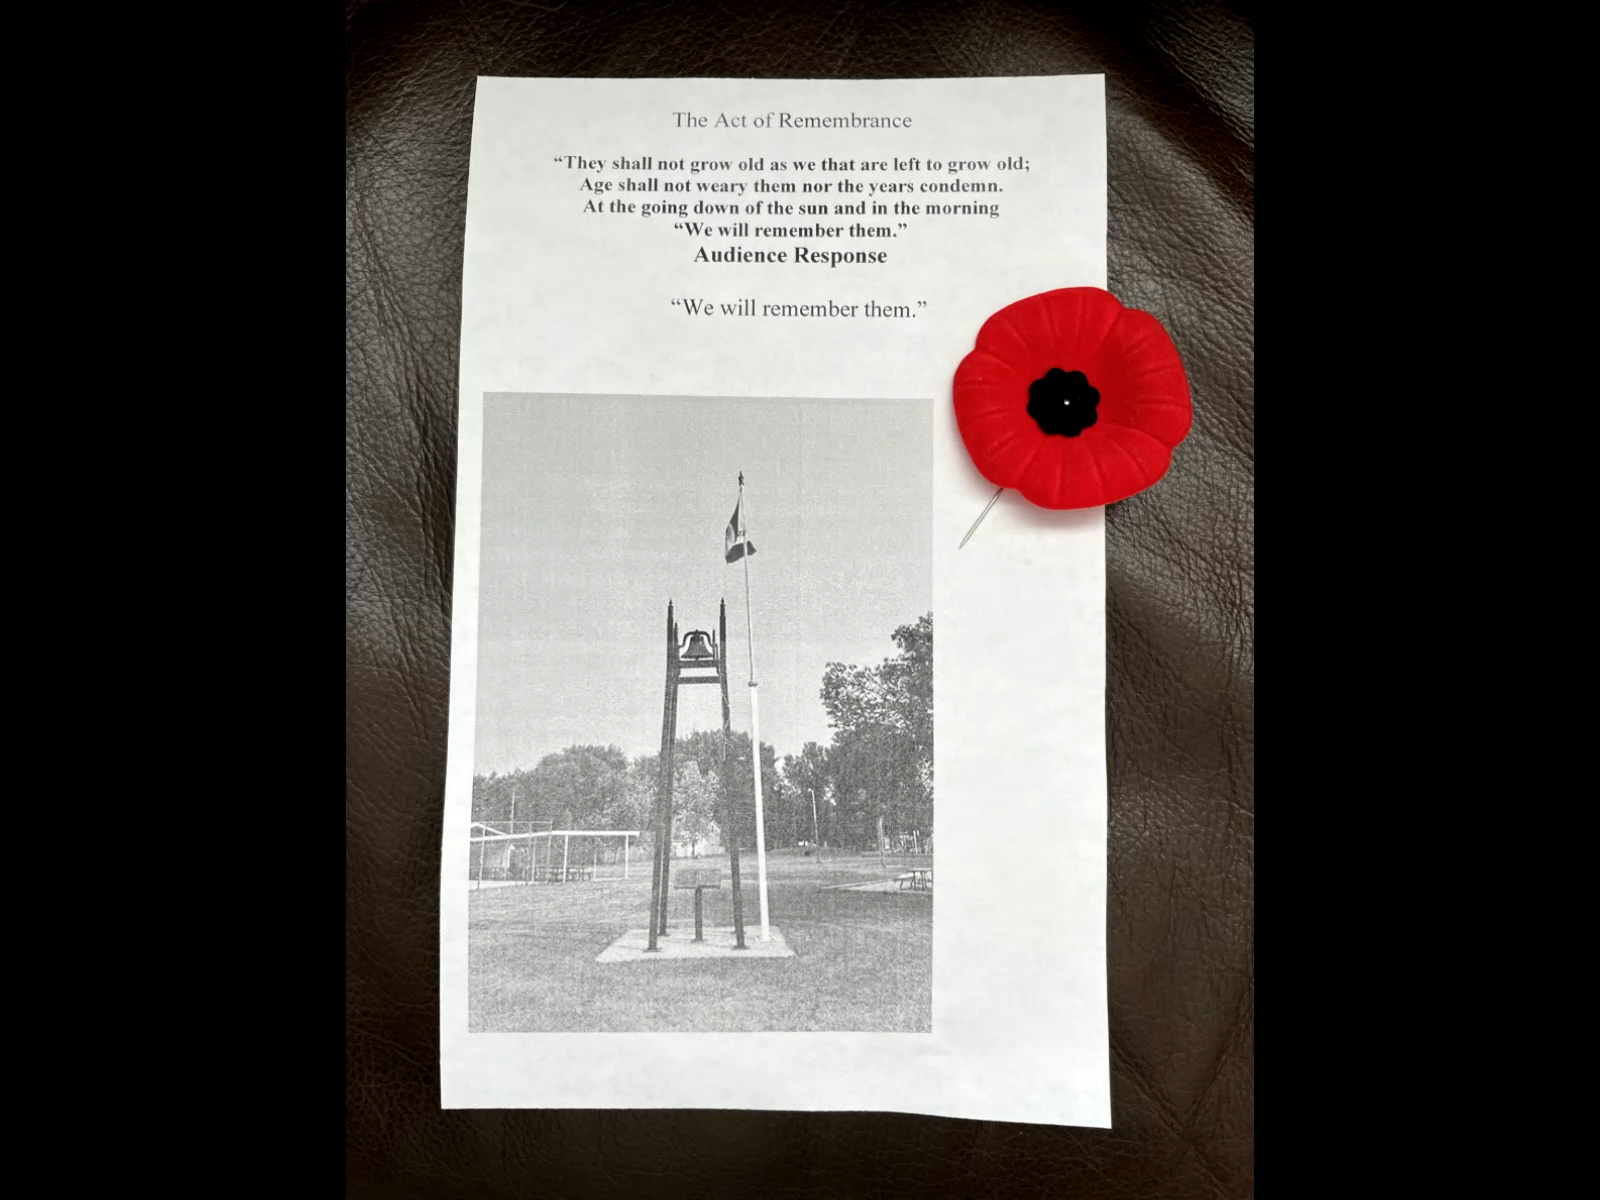 The Act of Remembrance
“They shall not grow old as we that are left to grow old;
Age shall not weary them nor the years condemn.
At the going down of the sun and in the morning
“We will remember them.”
Audience Response
“We will remember them.”